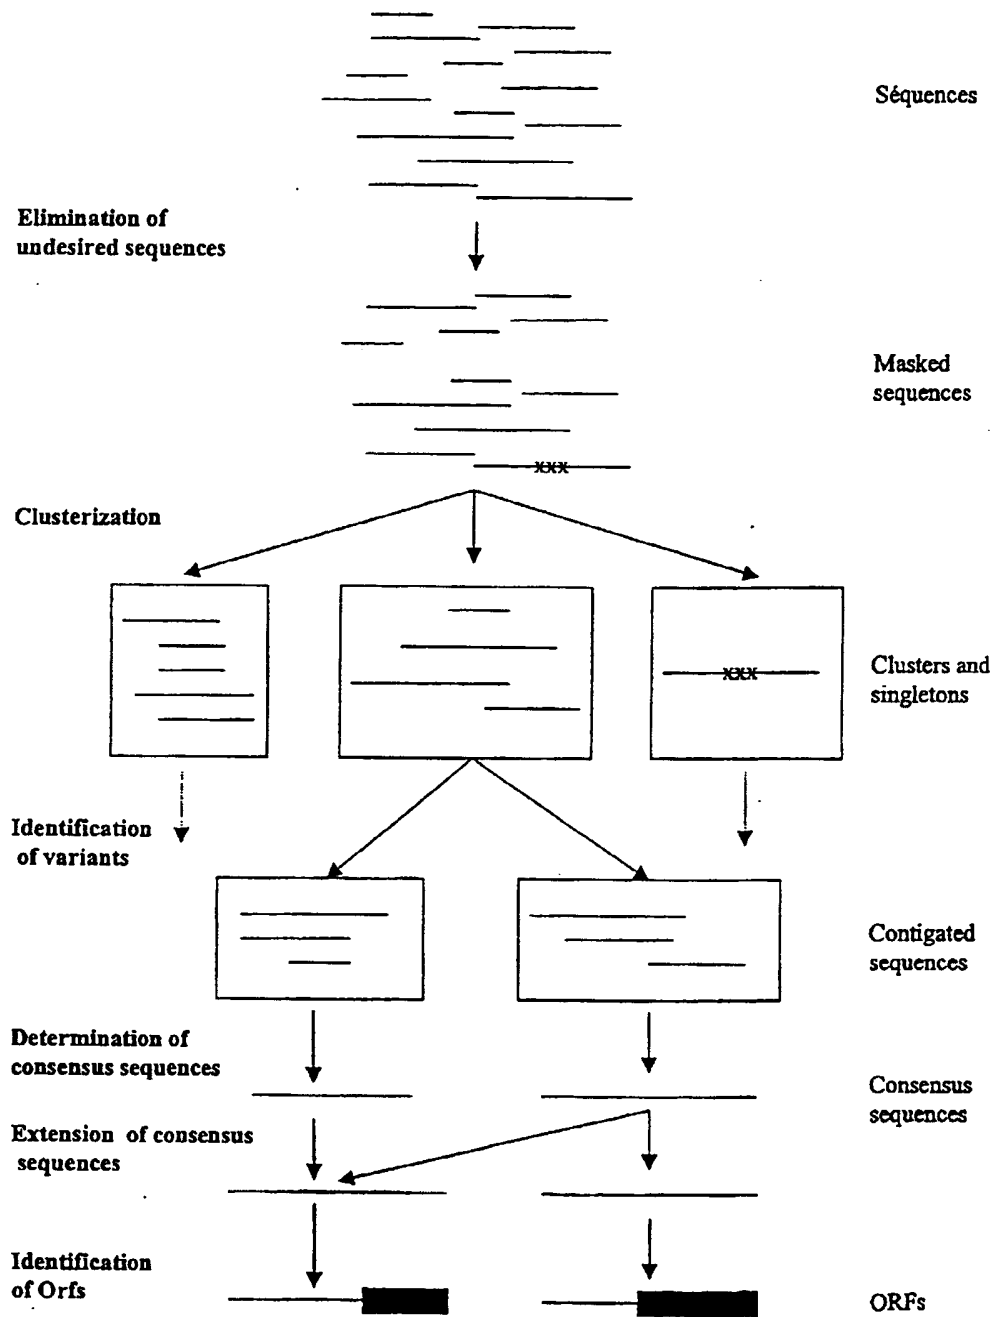 Séquences
Elimination of
undesired sequences
Masked
sequences
xxx
Clusterization
Clusters and
singletons
xxx
Identification
of variants
Contigated
sequences
Determination of
consensus sequences
Consensus
sequences
Extension of consensus
sequences
Identification
of Orfs
ORFs